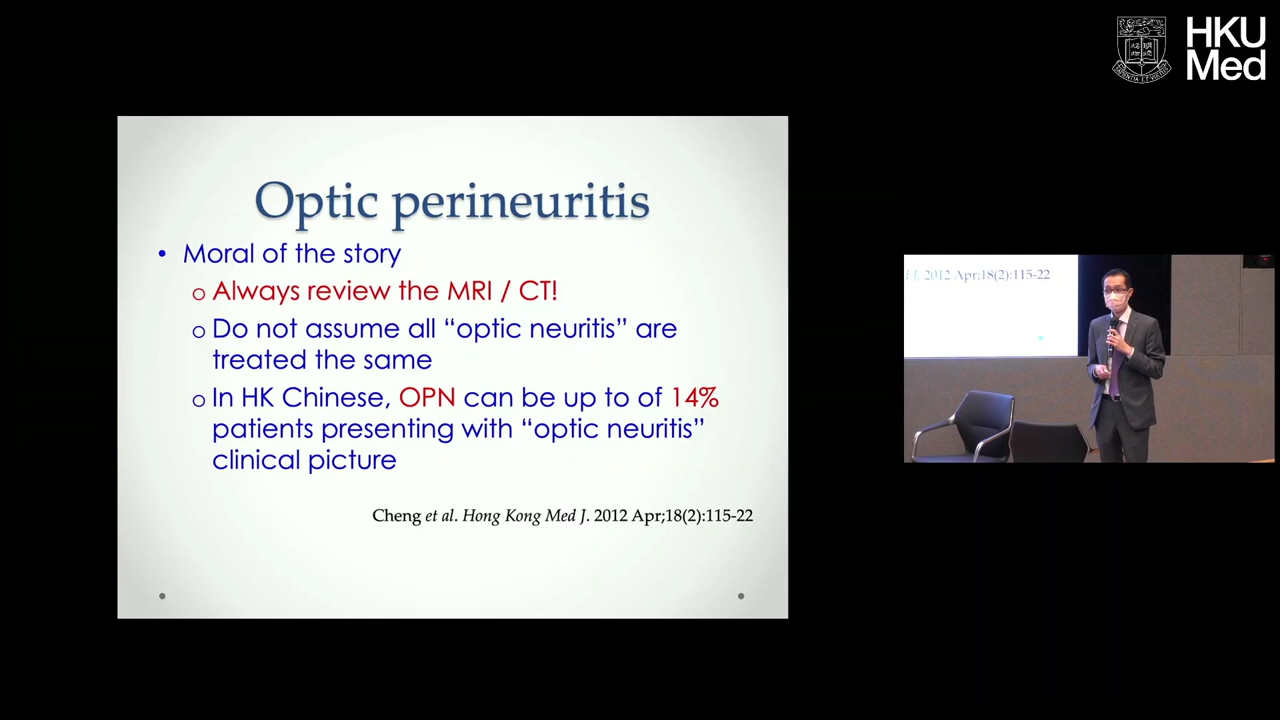 HKU
Med
Optic perineuritis
• Moral of the story
o Always review the MRI / CT!
o Do not assume all “optic neuritis” are
treated the same
o In HK Chinese, OPN can be up to of 14%
patients presenting with “optic neuritis”
clinical picture
Cheng et al. Hong Kong Med J. 2012 Apr;18(2):115-22
J. 2012 Apr;18(2):115-22